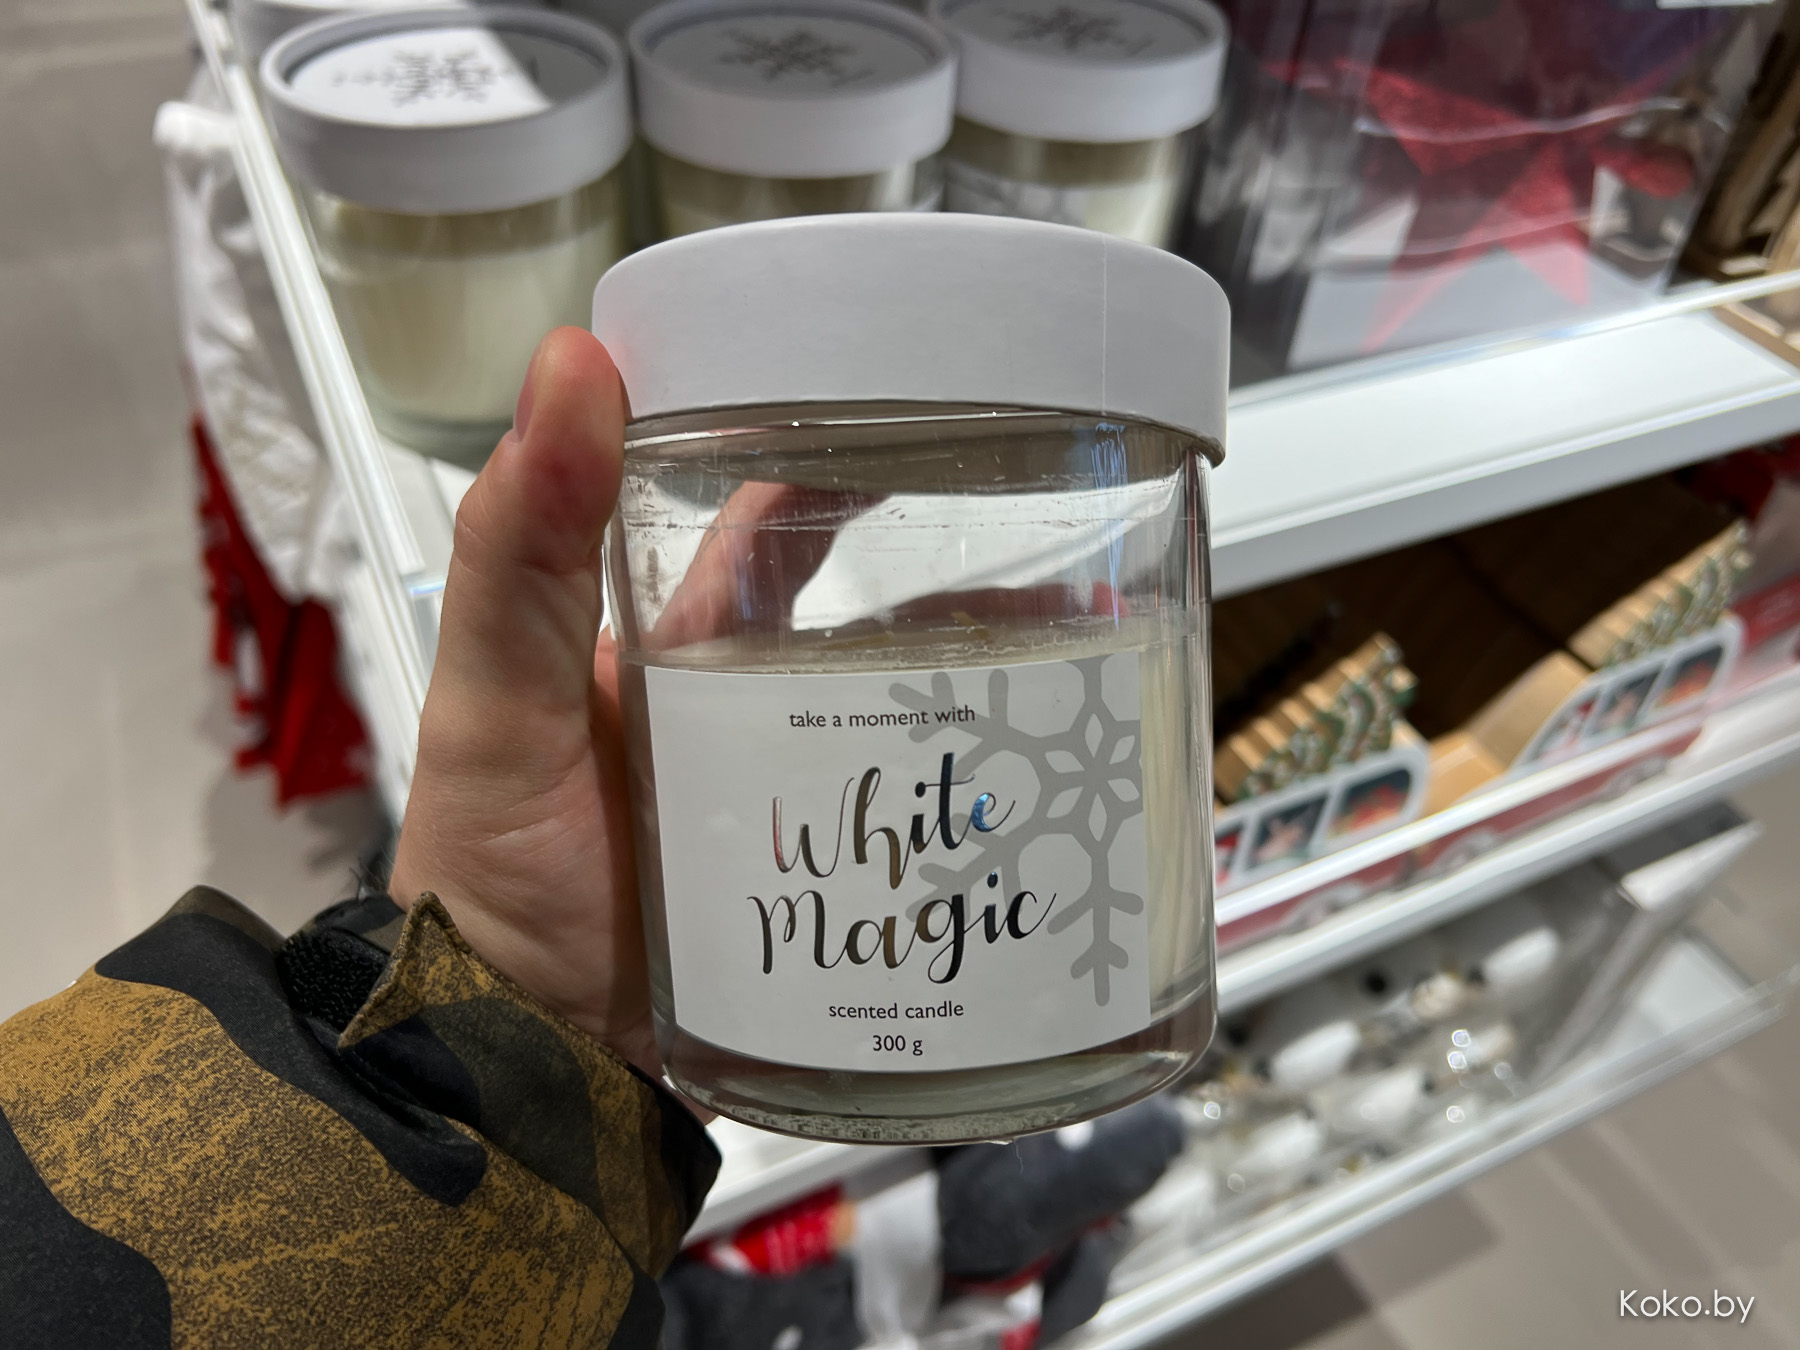 take a moment with
White
Magic
scented candle
300 g
Koko.by